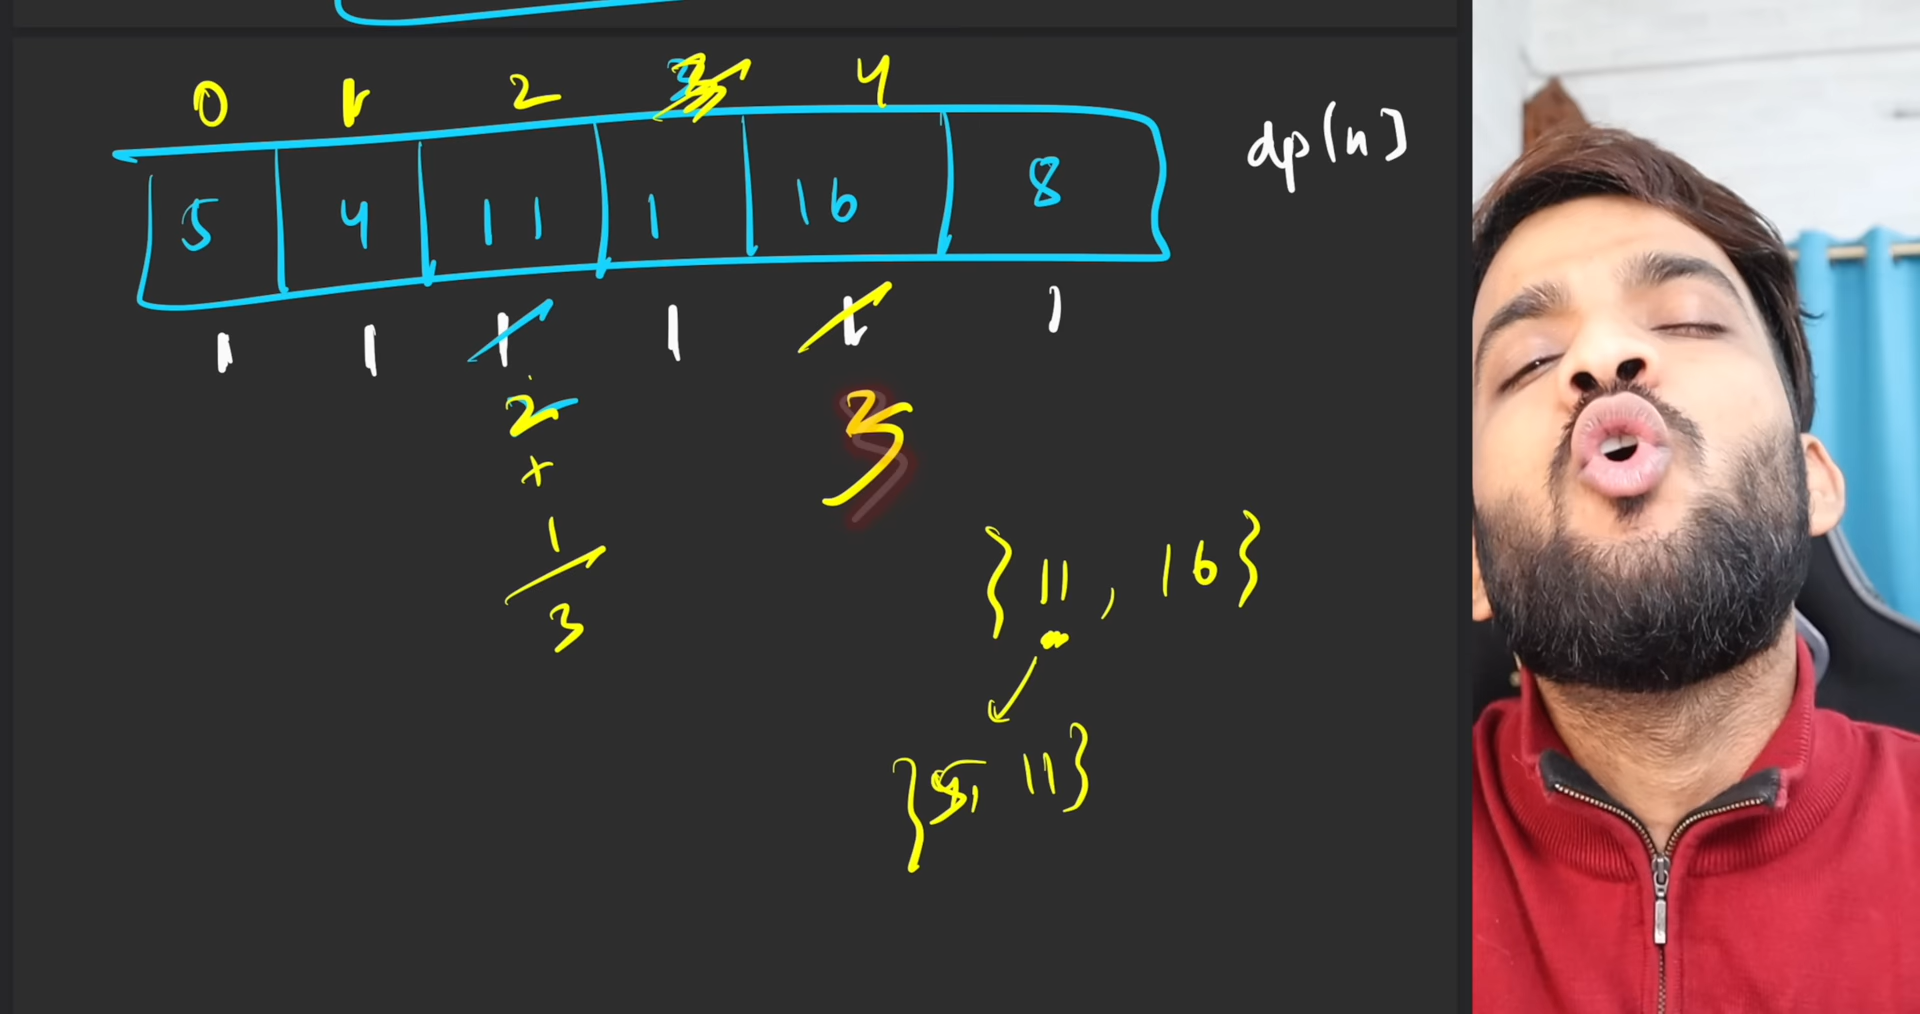 0 1 2 3 4
5 4 11 1 16 8
dp[n]
1 1 1 1 1 1
2 3
+
1
3
{11, 16}
{5, 11}